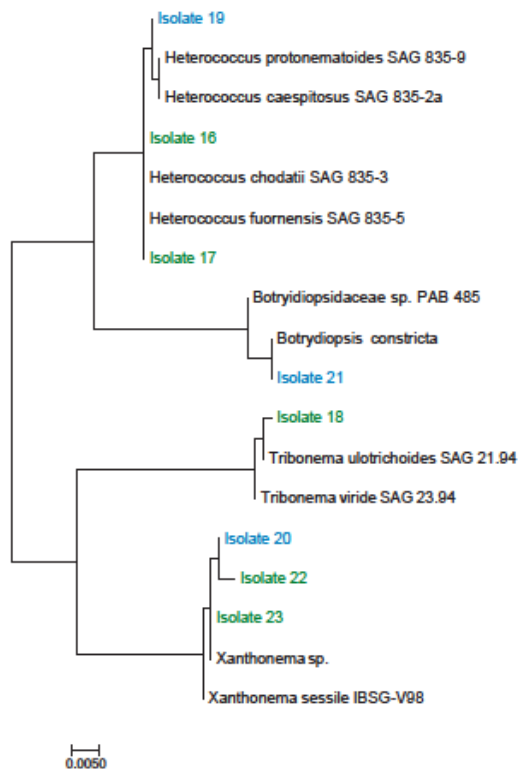 Isolate 19
Heterococcus protonematoides SAG 835-9
Heterococcus caespitosus SAG 835-2a
Isolate 16
Heterococcus chodatii SAG 835-3
Heterococcus fuornensis SAG 835-5
Isolate 17
Botryidiopsidaceae sp. PAB 485
Botrydiopsis constricta
Isolate 21
Isolate 18
Tribonema ulotrichoides SAG 21.94
Tribonema viride SAG 23.94
Isolate 20
Isolate 22
Isolate 23
Xanthonema sp.
Xanthonema sessile IBSG-V98
0.0050